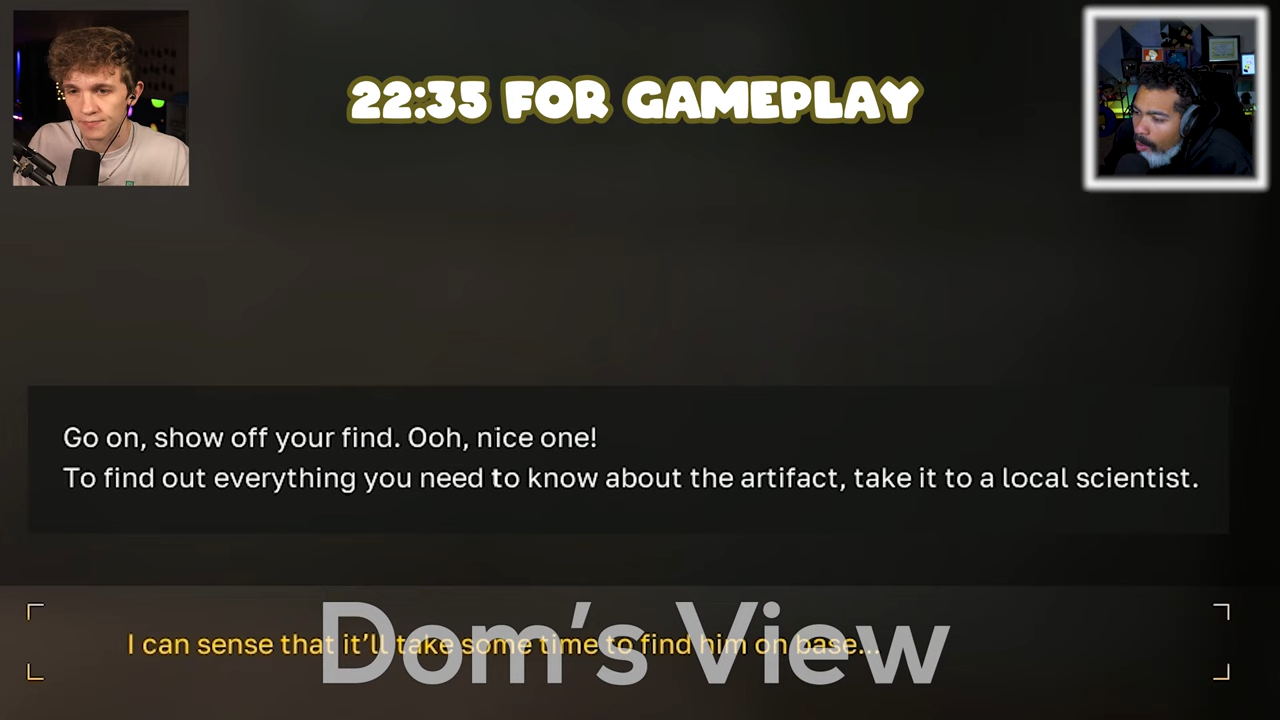 22:35 FOR GAMEPLAY
Go on, show off your find. Ooh, nice one!
To find out everything you need to know about the artifact, take it to a local scientist.
I can sense that it'll take some time to find him on base...
Dom's View